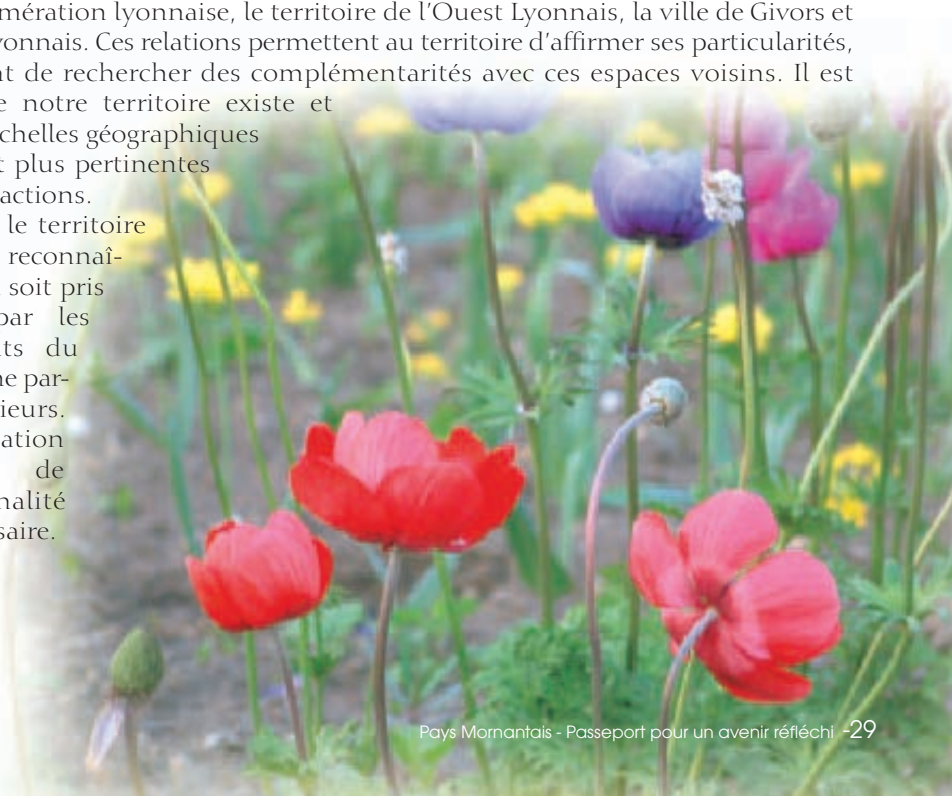 mération lyonnaise, le territoire de l’Ouest Lyonnais, la ville de Givors et
yonnais. Ces relations permettent au territoire d’affirmer ses particularités,
nt de rechercher des complémentarités avec ces espaces voisins. Il est
e notre territoire existe et
chelles géographiques
t plus pertinentes
actions.
le territoire
reconnaî-
soit pris
par les
ts du
ne par-
ieurs.
ation
de
nalité
saire.
Pays Mornantais - Passeport pour un avenir réfléchi -29